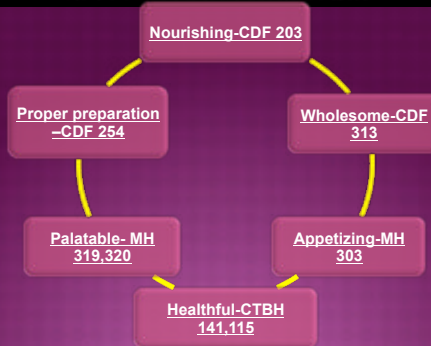 Nourishing-CDF 203
Wholesome-CDF
313
Appetizing-MH
303
Healthful-CTBH
141,115
Palatable- MH
319,320
Proper preparation
–CDF 254